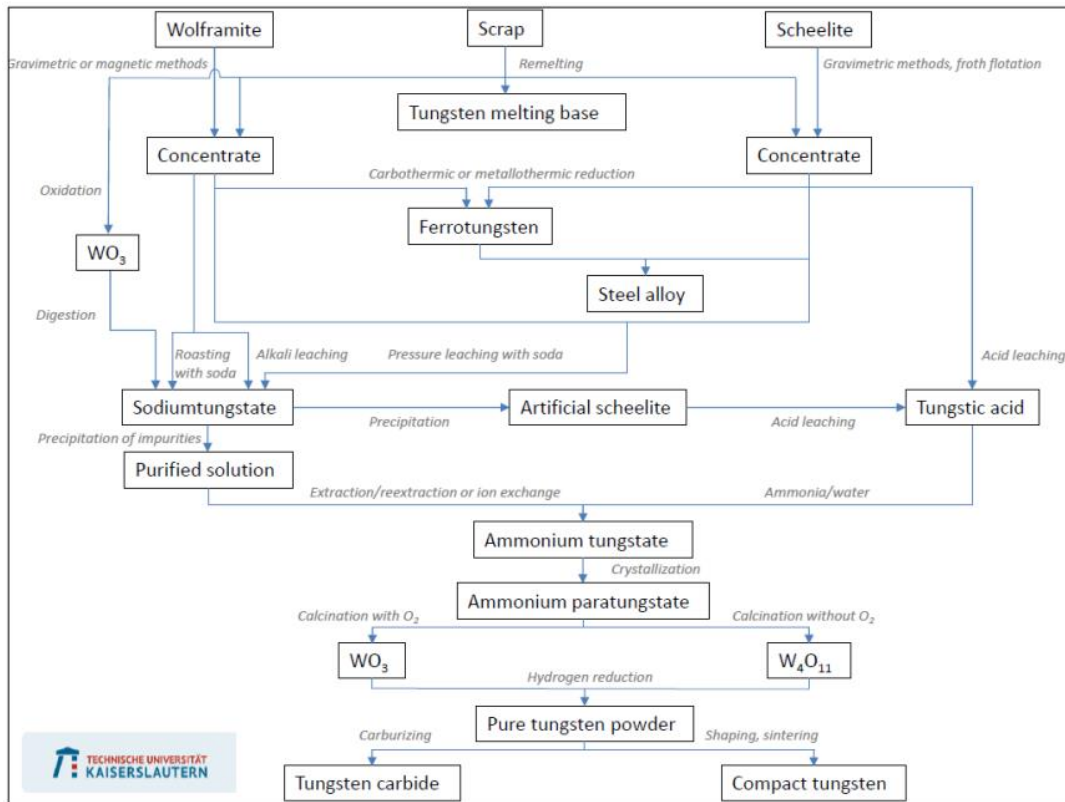 Wolframite
Scrap
Scheelite
Gravimetric or magnetic methods
Remelting
Gravimetric methods, froth flotation
Tungsten melting base
Concentrate
Concentrate
Carbothermic or metallothermic reduction
Oxidation
Ferrotungsten
WO₃
Steel alloy
Digestion
Roasting
with soda
Alkali leaching
Pressure leaching with soda
Acid leaching
Sodiumtungstate
Artificial scheelite
Tungstic acid
Precipitation
Acid leaching
Precipitation of impurities
Purified solution
Extraction/reextraction or ion exchange
Ammonia/water
Ammonium tungstate
Crystallization
Ammonium paratungstate
Calcination with O₂
Calcination without O₂
WO₃
W₄O₁₁
Hydrogen reduction
Pure tungsten powder
Carburizing
Shaping, sintering
TECHNISCHE UNIVERSITÄT
KAISERSLAUTERN
Tungsten carbide
Compact tungsten